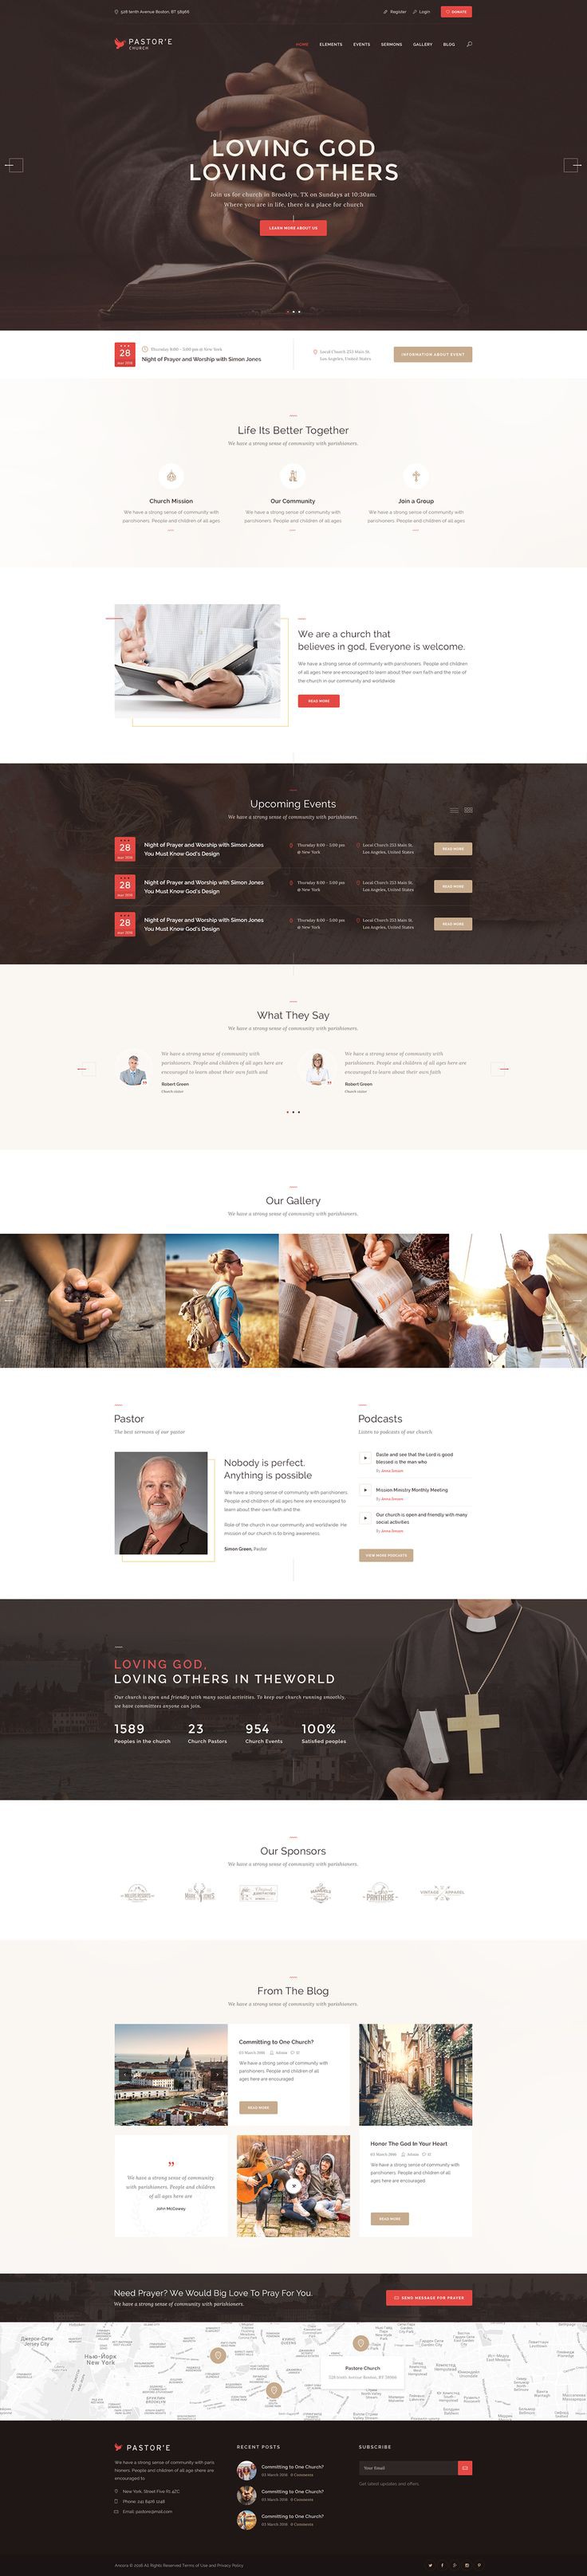 508 tenth Avenue Boston, BT 58966
Register
Login
DONATE
PASTOR'E
CHURCH
HOME
ELEMENTS
EVENTS
SERMONS
GALLERY
BLOG
LOVING GOD
LOVING OTHERS
Join us for church in Brooklyn, TX on Sundays at 10:30am.
Where you are in life, there is a place for church
LEARN MORE ABOUT US
28
Thursday 8:00 - 5:00 pm at New York
Night of Prayer and Worship with Simon Jones
Local Church 253 Main St.
Los Angeles, United States
INFORMATION ABOUT EVENT
Life Its Better Together
We have a strong sense of community with parishioners.
Church Mission
We have a strong sense of community with
parishioners. People and children of all ages
Our Community
We have a strong sense of community with
parishioners. People and children of all ages
Join a Group
We have a strong sense of community with
parishioners. People and children of all ages
We are a church that
believes in god, Everyone is welcome.
We have a strong sense of community with parishioners. People and children
of all ages here are encouraged to learn about their own faith and the role of
the church in our community and worldwide
READ MORE
Upcoming Events
We have a strong sense of community with parishioners.
28
Night of Prayer and Worship with Simon Jones
You Must Know God's Design
Thursday 8:00 - 5:00 pm
at New York
Local Church 253 Main St.
Los Angeles, United States
READ MORE
28
Night of Prayer and Worship with Simon Jones
You Must Know God's Design
Thursday 8:00 - 5:00 pm
at New York
Local Church 253 Main St.
Los Angeles, United States
READ MORE
28
Night of Prayer and Worship with Simon Jones
You Must Know God's Design
Thursday 8:00 - 5:00 pm
at New York
Local Church 253 Main St.
Los Angeles, United States
READ MORE
What They Say
We have a strong sense of community with parishioners.
We have a strong sense of community with
parishioners. People and children of all ages here are
encouraged to learn about their own faith and
Robert Green
Church visitor
We have a strong sense of community with
parishioners. People and children of all ages here are
encouraged to learn about their own faith
Robert Green
Church visitor
Our Gallery
We have a strong sense of community with parishioners.
Pastor
The best sermons of our pastor
Nobody is perfect.
Anything is possible
We have a strong sense of community with parishioners.
People and children of all ages here are encouraged to
learn about their own faith and the
Role of the church in our community and worldwide. He
mission of our church is to bring awareness
Simon Green, Pastor
Podcasts
Listen to podcasts of our church
Easte and see that the Lord is good
blessed is the man who
By Jenna Sonson
Mission Ministry Monthly Meeting
By Jenna Sonson
Our church is open and friendly with many
social activities
By Jenna Sonson
VIEW MORE PODCASTS
LOVING GOD,
LOVING OTHERS IN THEWORLD
Our church is open and friendly with many social activities. To keep our church running smoothly,
we have committees anyone can join.
1589
Peoples in the church
23
Church Pastors
954
Church Events
100%
Satisfied peoples
Our Sponsors
We have a strong sense of community with parishioners.
From The Blog
We have a strong sense of community with parishioners.
Committing to One Church?
03 March, 2016
We have a strong sense of community with
parishioners. People and children of all
ages here are encouraged
READ MORE
We have a strong sense of community
with parishioners. People and children
of all ages here are
John McGowey
Honor The God In Your Heart
03 March, 2016
We have a strong sense of community with
parishioners. People and children of all
ages here are encouraged
READ MORE
Need Prayer? We Would Big Love To Pray For You.
We have a strong sense of community with parishioners.
SEND MESSAGE FOR PRAYER
Джерси-Сити
Jersey City
Нью-Йорк
New York
Pastore Church
PASTOR'E
We have a strong sense of community with paris
hioners. People and children of all age shere are
encouraged to
New York, Street Five Pt. 42C
Email: pastore@mail.com
RECENT POSTS
Committing to One Church?
03 March 2016 0 Comments
Committing to One Church?
03 March 2016 0 Comments
Committing to One Church?
03 March 2016 0 Comments
SUBSCRIBE
Your Email
Get latest updates and offers.
All Rights Reserved Terms of Use and Privacy Policy